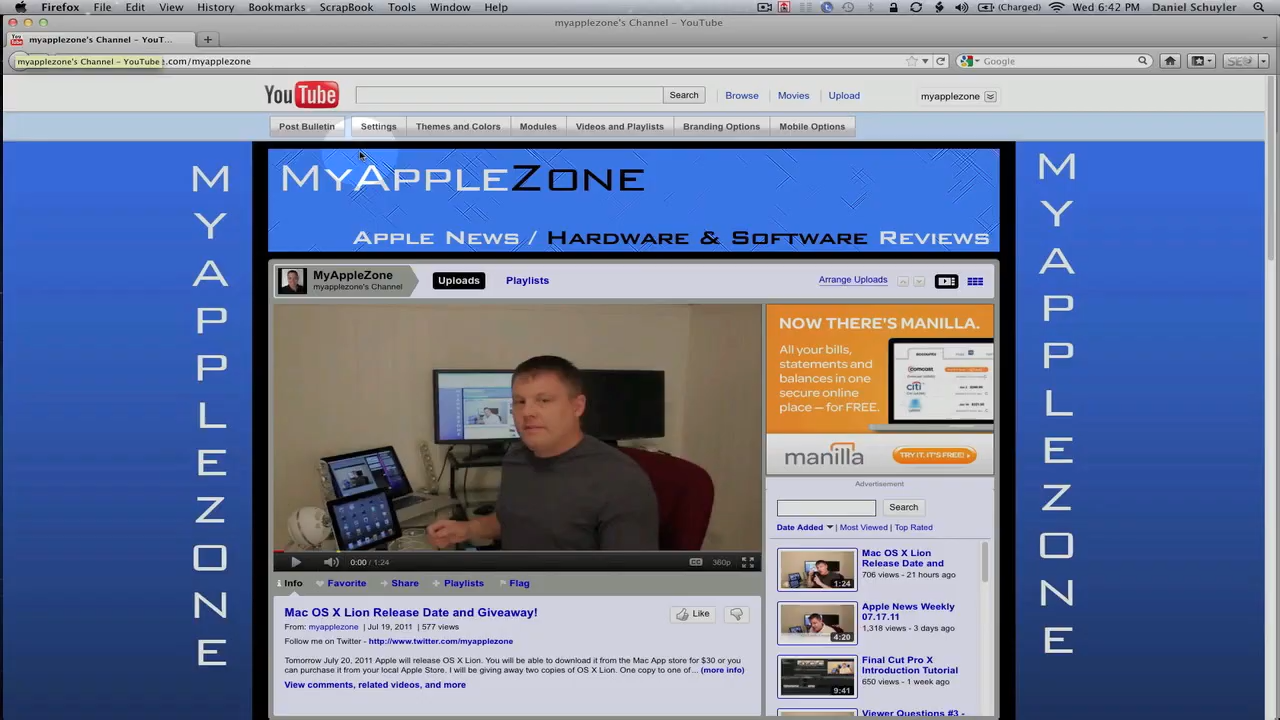 Firefox File Edit View History Bookmarks ScrapBook Tools Window Help (Charged) Wed 6:42 PM Daniel Schuyler
myapplezone's Channel – YouTube
You Tube myapplezone's Channel – YouT... +
myapplezone's Channel – YouTube e.com/myapplezone Google
YouTube Search Browse Movies Upload myapplezone
Post Bulletin Settings Themes and Colors Modules Videos and Playlists Branding Options Mobile Options
MYAPPLEZONE
MYAPPLEZONE
MYAPPLEZONE
APPLE NEWS / HARDWARE & SOFTWARE REVIEWS
MyAppleZone
myapplezone's Channel
Uploads Playlists Arrange Uploads
NOW THERE'S MANILLA.
All your bills,
statements and
balances in one
secure online
place — for FREE.
comcast
citi
manilla TRY IT. IT'S FREE! ›
Advertisement
Search
Date Added | Most Viewed | Top Rated
0:00 / 1:24 CC 360p
Info Favorite Share Playlists Flag
Mac OS X Lion Release Date and Giveaway! Like
From: myapplezone | Jul 19, 2011 | 577 views
Follow me on Twitter - http://www.twitter.com/myapplezone
Tomorrow July 20, 2011 Apple will release OS X Lion. You will be able to download it from the Mac App store for $30 or you
can purchase it from your local Apple Store. I will be giving away two copies of OS X Lion. One copy to one of... (more info)
View comments, related videos, and more
Mac OS X Lion
Release Date and
706 views - 21 hours ago
1:24
Apple News Weekly
07.17.11
1,318 views - 3 days ago
4:20
Final Cut Pro X
Introduction Tutorial
650 views - 1 week ago
9:41
Viewer Questions #3 -